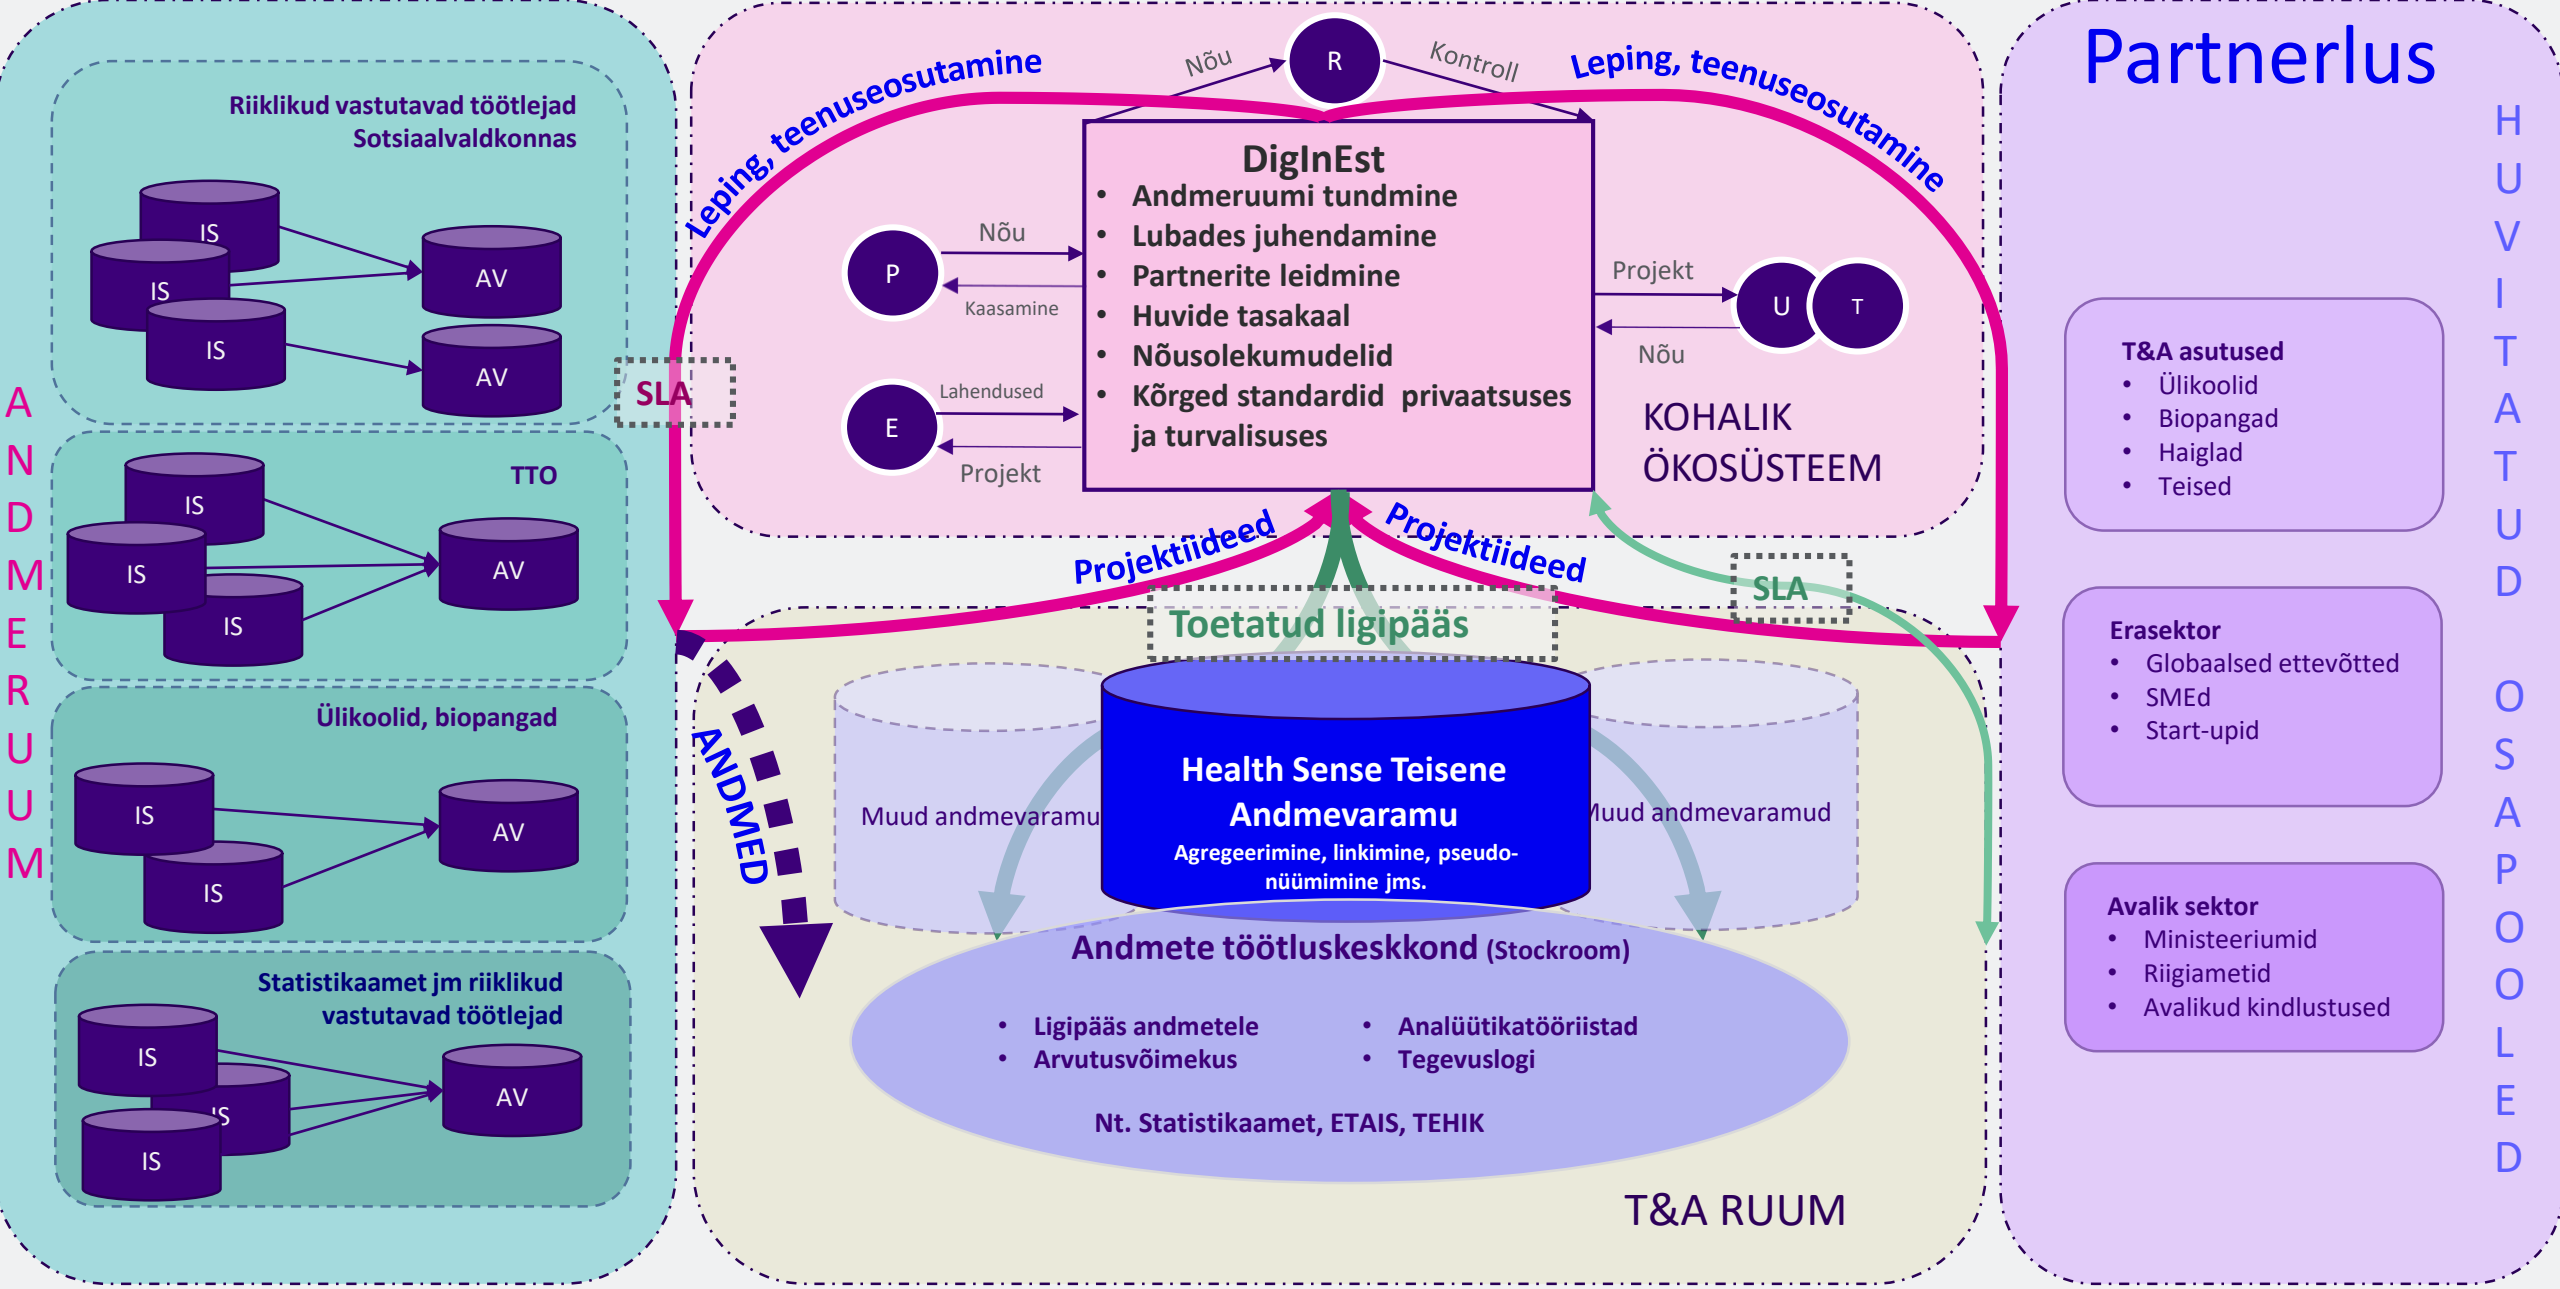 ANDMERUUM
Riiklikud vastutavad töötlejad
Sotsiaalvaldkonnas
IS
IS
IS
AV
AV
TTO
IS
IS
IS
AV
Ülikoolid, biopangad
IS
IS
AV
Statistikaamet jm riiklikud
vastutavad töötlejad
IS
IS
IS
AV
SLA
Leping, teenuseosutamine
Nõu
R
Kontroll
Leping, teenuseosutamine
DigInEst
• Andmeruumi tundmine
• Lubades juhendamine
• Partnerite leidmine
• Huvide tasakaal
• Nõusolekumudelid
• Kõrged standardid privaatsuses
ja turvalisuses
P
Nõu
Kaasamine
E
Lahendused
Projekt
Projekt
Nõu
U
T
KOHALIK
ÖKOSÜSTEEM
Projektiideed
Projektiideed
SLA
Toetatud ligipääs
ANDMED
Muud andmevaramu
Health Sense Teisene
Andmevaramu
Agregeerimine, linkimine, pseudo-
nüümimine jms.
Muud andmevaramud
Andmete töötluskeskkond (Stockroom)
• Ligipääs andmetele
• Arvutusvõimekus
• Analüütikatööriistad
• Tegevuslogi
Nt. Statistikaamet, ETAIS, TEHIK
T&A RUUM
Partnerlus
T&A asutused
• Ülikoolid
• Biopangad
• Haiglad
• Teised
Erasektor
• Globaalsed ettevõtted
• SMEd
• Start-upid
Avalik sektor
• Ministeeriumid
• Riigiametid
• Avalikud kindlustused
HUVITATUD OSAPOOLED